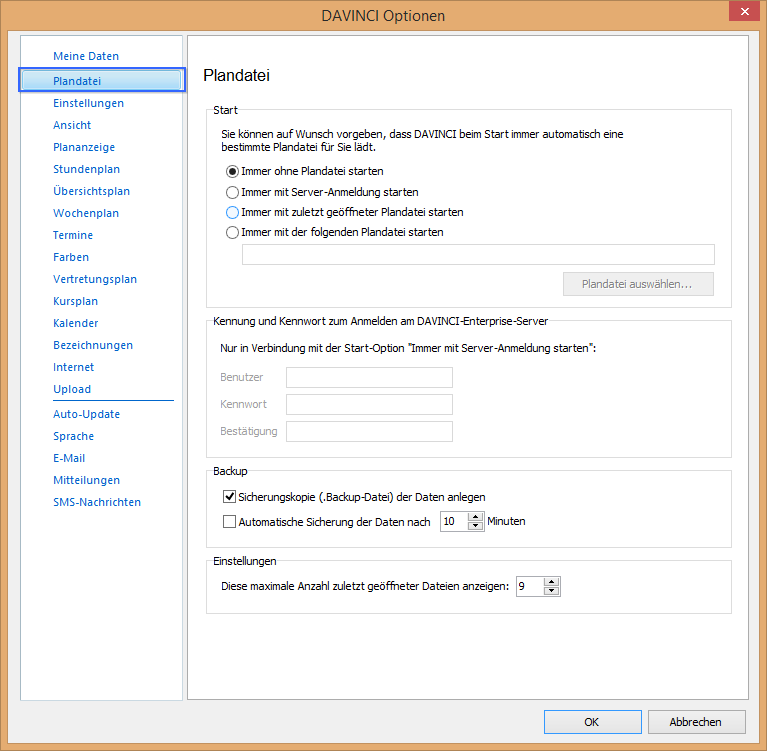 DAVINCI Optionen
Meine Daten
Plandatei
Einstellungen
Ansicht
Plananzeige
Stundenplan
Übersichtsplan
Wochenplan
Termine
Farben
Vertretungsplan
Kursplan
Kalender
Bezeichnungen
Internet
Upload
Auto-Update
Sprache
E-Mail
Mitteilungen
SMS-Nachrichten
Plandatei
Start
Sie können auf Wunsch vorgeben, dass DAVINCI beim Start immer automatisch eine
bestimmte Plandatei für Sie lädt.
Immer ohne Plandatei starten
Immer mit Server-Anmeldung starten
Immer mit zuletzt geöffneter Plandatei starten
Immer mit der folgenden Plandatei starten
Plandatei auswählen...
Kennung und Kennwort zum Anmelden am DAVINCI-Enterprise-Server
Nur in Verbindung mit der Start-Option "Immer mit Server-Anmeldung starten":
Benutzer
Kennwort
Bestätigung
Backup
Sicherungskopie (.Backup-Datei) der Daten anlegen
Automatische Sicherung der Daten nach 10 Minuten
Einstellungen
Diese maximale Anzahl zuletzt geöffneter Dateien anzeigen: 9
OK Abbrechen